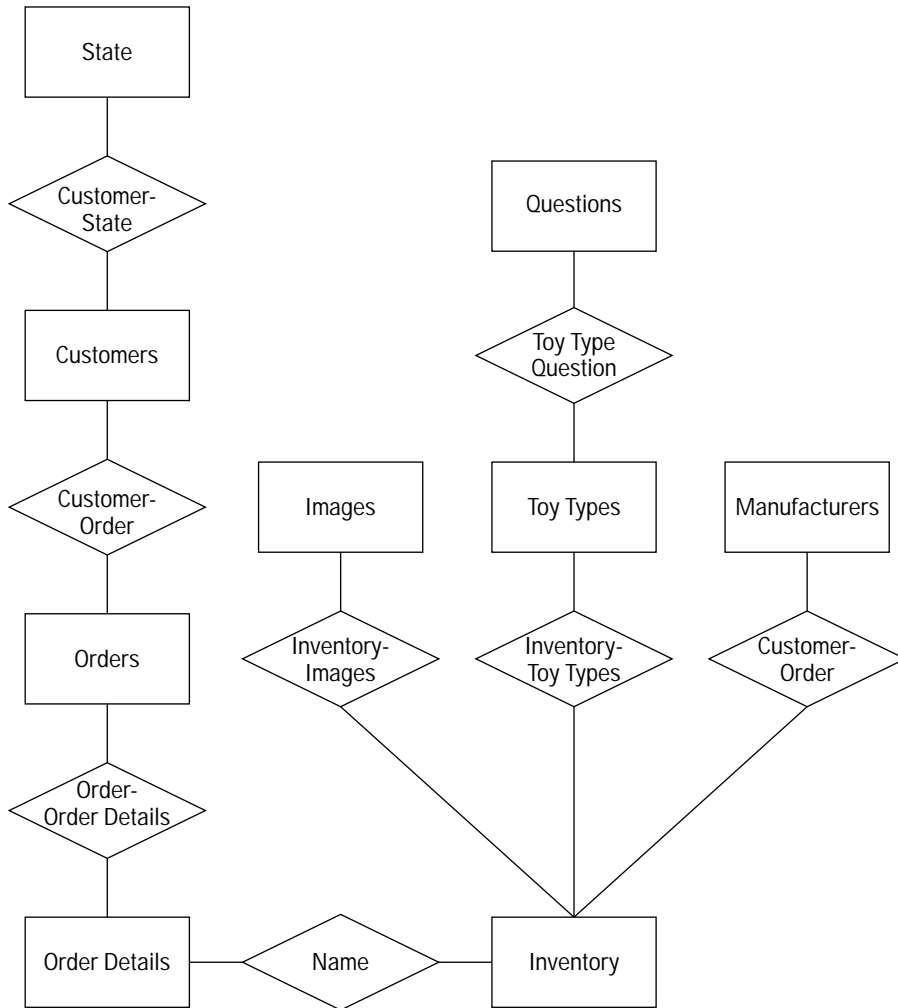 State
Customer-
State
Questions
Customers
Toy Type
Question
Customer-
Order
Images
Toy Types
Manufacturers
Orders
Inventory-
Images
Inventory-
Toy Types
Customer-
Order
Order-
Order Details
Order Details
Name
Inventory